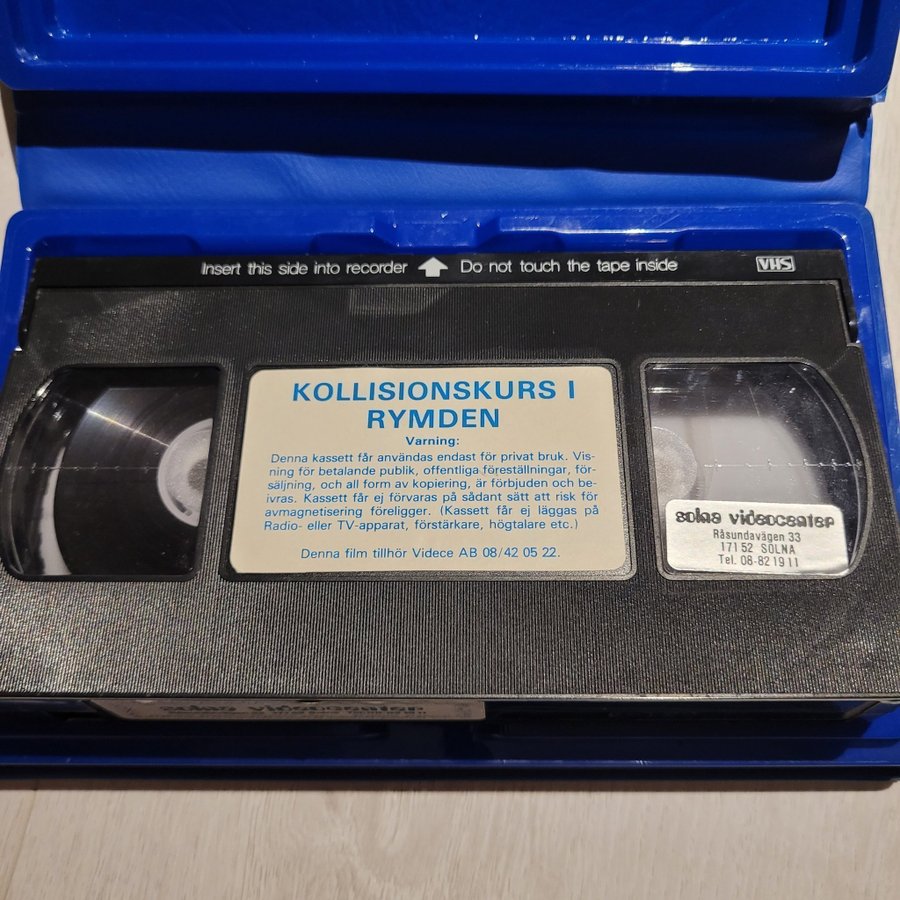 Insert this side into recorder Do not touch the tape inside VHS
KOLLISIONSKURS I
RYMDEN
Varning:
Denna kassett får användas endast för privat bruk. Vis-
ning för betalande publik, offentliga föreställningar, för-
säljning, och all form av kopiering, är förbjuden och be-
ivras. Kassett får ej förvaras på sådant sätt att risk för
avmagnetisering föreligger. (Kassett får ej läggas på
Radio- eller TV-apparat, förstärkare, högtalare etc.)
Denna film tillhör Videce AB 08/42 05 22.
solna videocenter
Råsundavägen 33
171 52 SOLNA
Tel. 08-82 19 11
solna videocenter